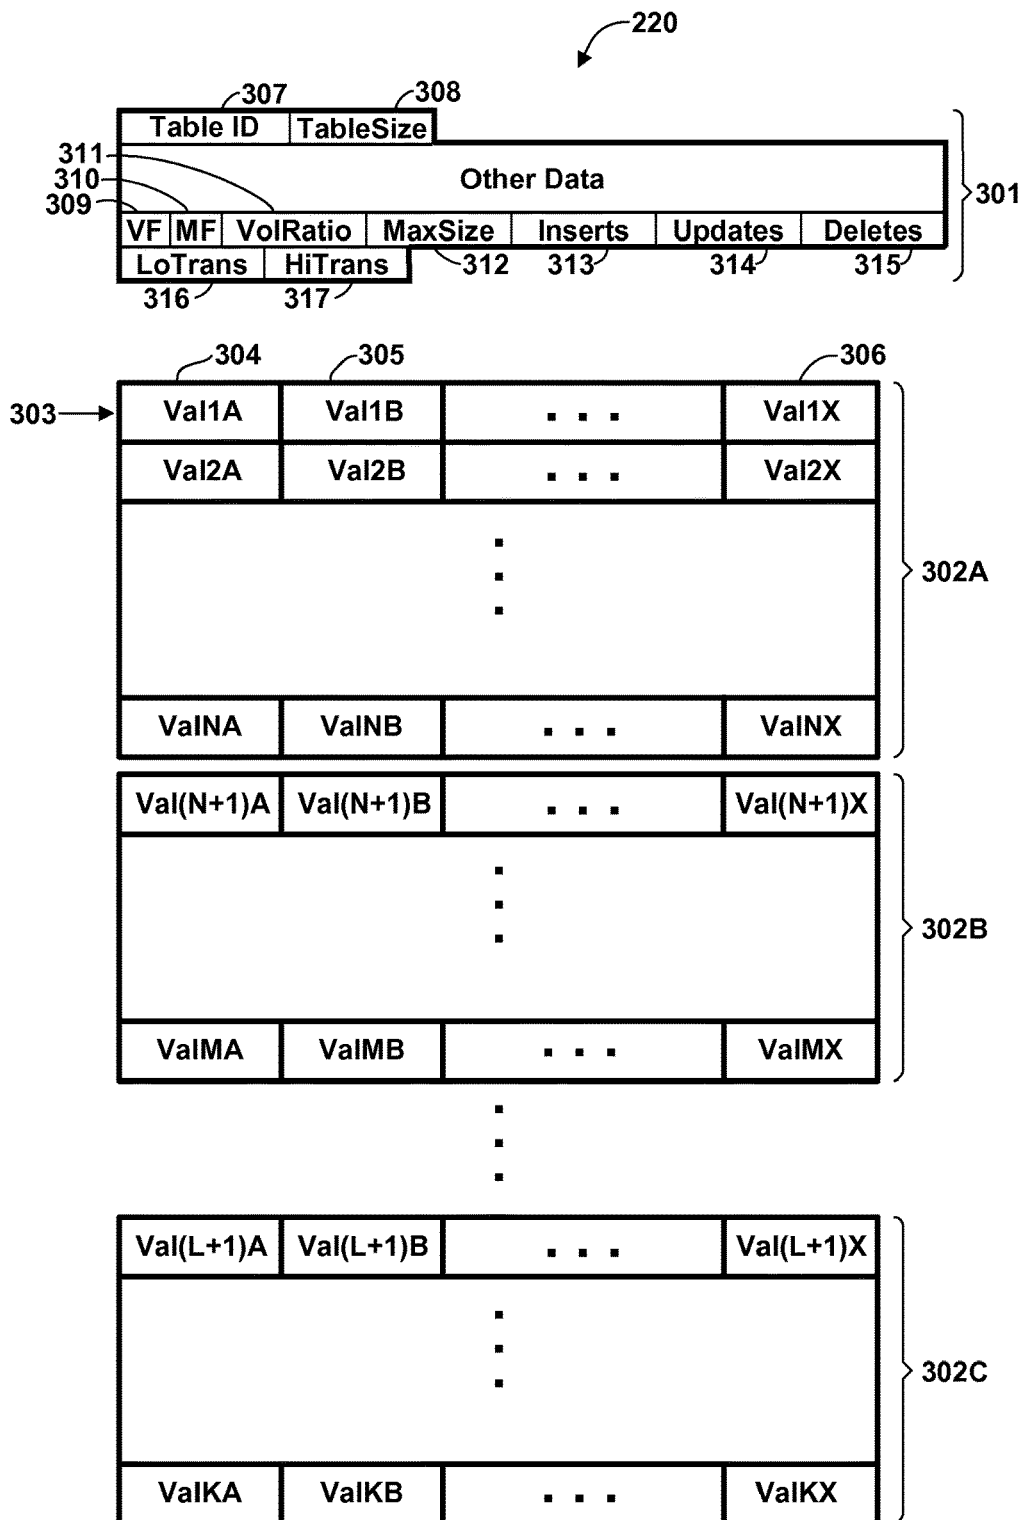 220
307 308
Table ID TableSize
311
310
309
Other Data
301
VF MF VolRatio MaxSize Inserts Updates Deletes
LoTrans HiTrans 312 313 314 315
316 317
304 305 306
303
Val1A Val1B . . . Val1X
Val2A Val2B . . . Val2X
302A
ValNA ValNB . . . ValNX
Val(N+1)A Val(N+1)B . . . Val(N+1)X
302B
ValMA ValMB . . . ValMX
Val(L+1)A Val(L+1)B . . . Val(L+1)X
302C
ValKA ValKB . . . ValKX